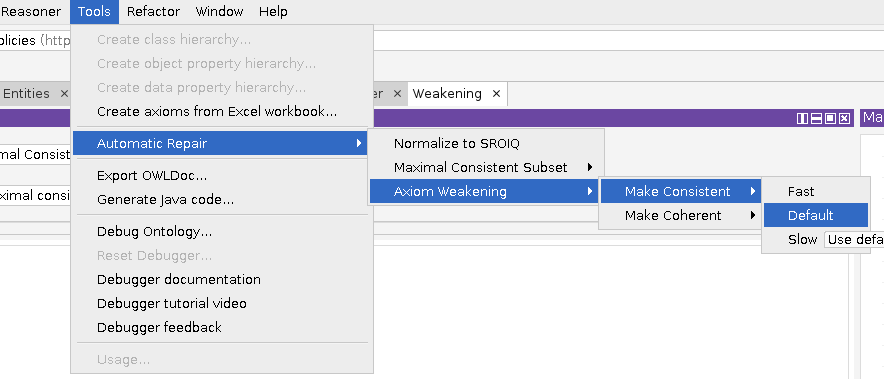 Reasoner Tools Refactor Window Help
olicies (http
Create class hierarchy...
Create object property hierarchy...
Create data property hierarchy...
Entities × er × Weakening ×
Create axioms from Excel workbook...
Ma
Automatic Repair Normalize to SROIQ
mal Consist
Maximal Consistent Subset
Export OWLDoc...
Axiom Weakening Make Consistent Fast
ximal consi
Generate Java code...
Make Coherent Default
Debug Ontology... Slow Use defa
Reset Debugger...
Debugger documentation
Debugger tutorial video
Debugger feedback
Usage...